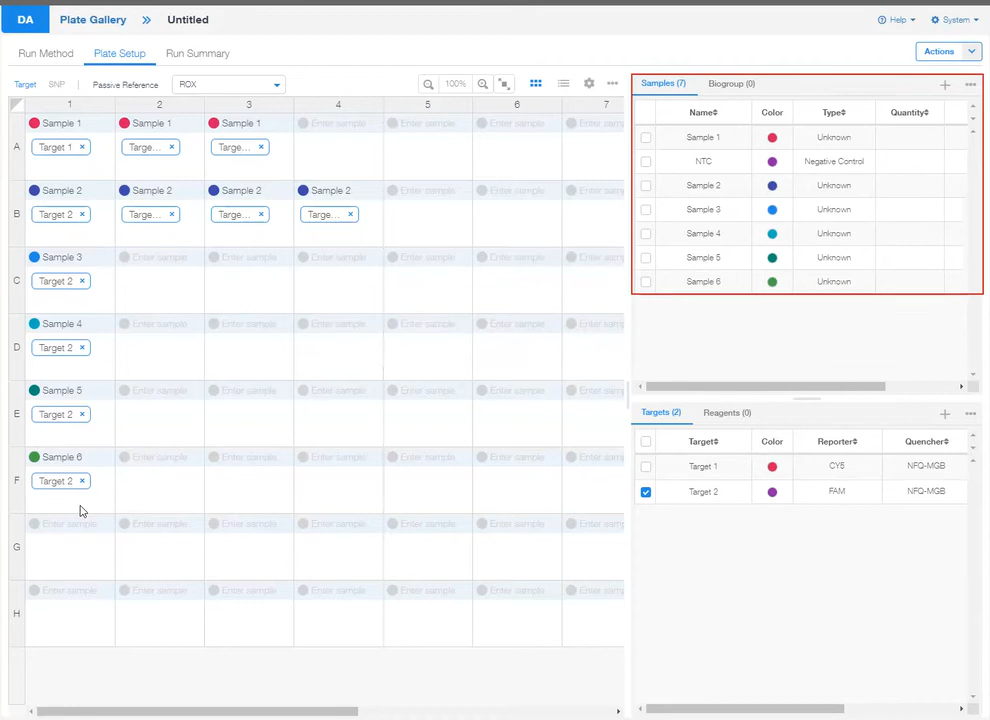 DA Plate Gallery » Untitled Help System
Run Method Plate Setup Run Summary Actions
Target SNP | Passive Reference ROX 100%
1 2 3 4 5 6 7
Sample 1 Sample 1 Sample 1 Enter sample Enter sample Enter sample Enter sam
A Target 1 × Targe... × Targe... ×
Sample 2 Sample 2 Sample 2 Sample 2 Enter sample Enter sample Enter sam
B Target 2 × Targe... × Targe... × Targe... ×
Sample 3 Enter sample Enter sample Enter sample Enter sample Enter sample Enter sam
C Target 2 ×
Sample 4 Enter sample Enter sample Enter sample Enter sample Enter sample Enter sam
D Target 2 ×
Sample 5 Enter sample Enter sample Enter sample Enter sample Enter sample Enter sam
E Target 2 ×
Sample 6 Enter sample Enter sample Enter sample Enter sample Enter sample Enter sam
F Target 2 ×
Enter sample Enter sample Enter sample Enter sample Enter sample Enter sample Enter sam
G
Enter sample Enter sample Enter sample Enter sample Enter sample Enter sample Enter sam
H
Samples (7) Biogroup (0)
Name Color Type Quantity
Sample 1 Unknown
NTC Negative Control
Sample 2 Unknown
Sample 3 Unknown
Sample 4 Unknown
Sample 5 Unknown
Sample 6 Unknown
Targets (2) Reagents (0)
Target Color Reporter Quencher
Target 1 CY5 NFQ-MGB
Target 2 FAM NFQ-MGB